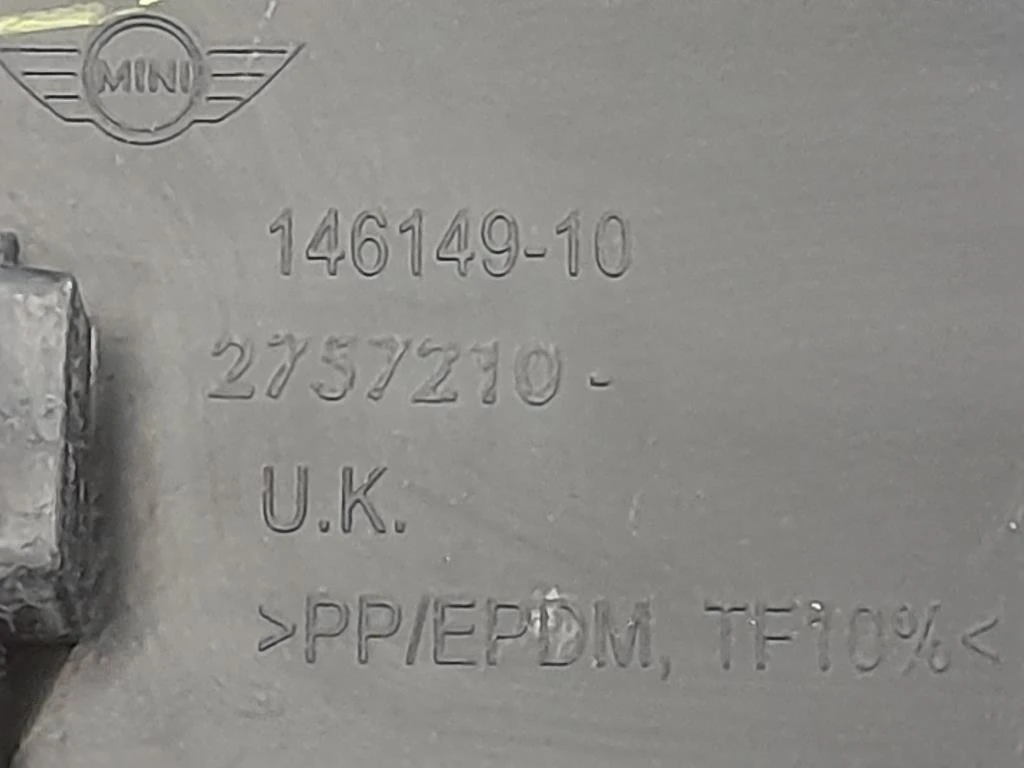 MINI
146149-10
2757210 -
U.K.
>PP/EPDM, TF10%<